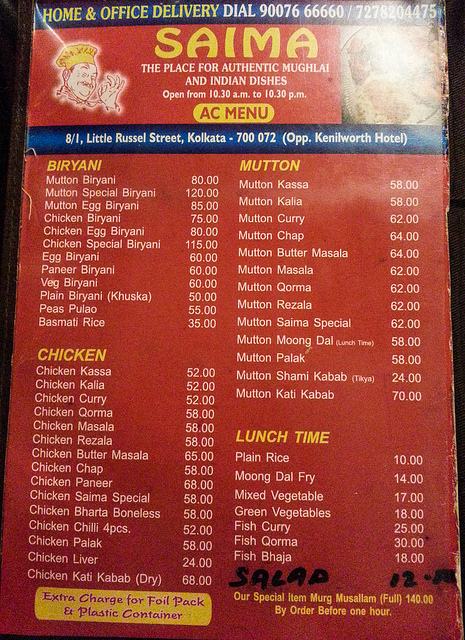 HOME & OFFICE DELIVERY DIAL 90076 66660 / 7278204475
SAIMA
THE PLACE FOR AUTHENTIC MUGHLAI
AND INDIAN DISHES
Open from 10.30 a.m. to 10.30 p.m.
AC MENU
8/1, Little Russel Street, Kolkata - 700 072 (Opp. Kenilworth Hotel)
BIRYANI
Mutton Biryani 80.00
Mutton Special Biryani 120.00
Mutton Egg Biryani 85.00
Chicken Biryani 75.00
Chicken Egg Biryani 80.00
Chicken Special Biryani 115.00
Egg Biryani 60.00
Paneer Biryani 60.00
Veg Biryani 60.00
Plain Biryani (Khuska) 50.00
Peas Pulao 55.00
Basmati Rice 35.00
CHICKEN
Chicken Kassa 52.00
Chicken Kalia 52.00
Chicken Curry 52.00
Chicken Qorma 58.00
Chicken Masala 58.00
Chicken Rezala 58.00
Chicken Butter Masala 65.00
Chicken Chap 58.00
Chicken Paneer 68.00
Chicken Saima Special 58.00
Chicken Bharta Boneless 58.00
Chicken Chilli 4pcs. 52.00
Chicken Palak 58.00
Chicken Liver 24.00
Chicken Kati Kabab (Dry) 68.00
Extra Charge for Foil Pack
& Plastic Container
MUTTON
Mutton Kassa 58.00
Mutton Kalia 58.00
Mutton Curry 62.00
Mutton Chap 64.00
Mutton Butter Masala 64.00
Mutton Masala 62.00
Mutton Qorma 62.00
Mutton Rezala 62.00
Mutton Saima Special 62.00
Mutton Moong Dal (Lunch Time) 58.00
Mutton Palak 58.00
Mutton Shami Kabab (Tikya) 24.00
Mutton Kati Kabab 70.00
LUNCH TIME
Plain Rice 10.00
Moong Dal Fry 14.00
Mixed Vegetable 17.00
Green Vegetables 18.00
Fish Curry 25.00
Fish Qorma 30.00
Fish Bhaja 18.00
SALAD 12-
Our Special Item Murg Musallam (Full) 140.00
By Order Before one hour.